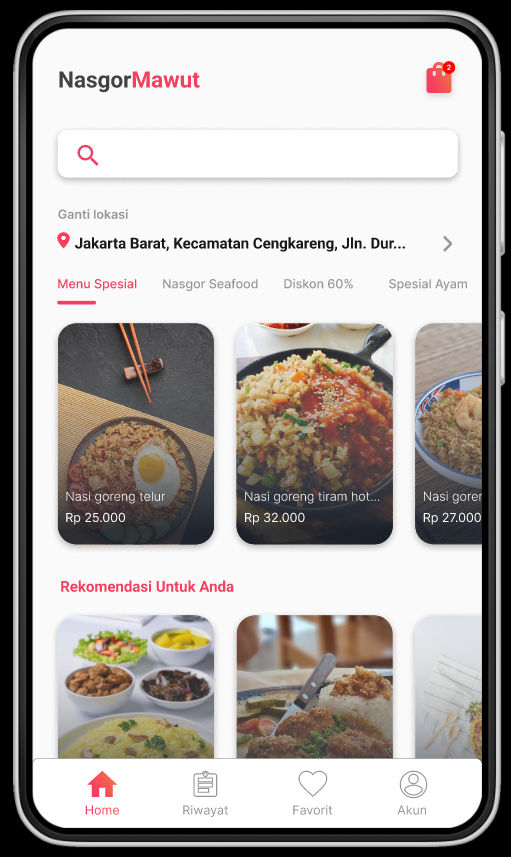 NasgorMawut
2
Ganti lokasi
Jakarta Barat, Kecamatan Cengkareng, Jln. Dur...
Menu Spesial Nasgor Seafood Diskon 60% Spesial Ayam
Nasi goreng telur
Rp 25.000
Nasi goreng tiram hot...
Rp 32.000
Nasi goren
Rp 27.000
Rekomendasi Untuk Anda
Home Riwayat Favorit Akun